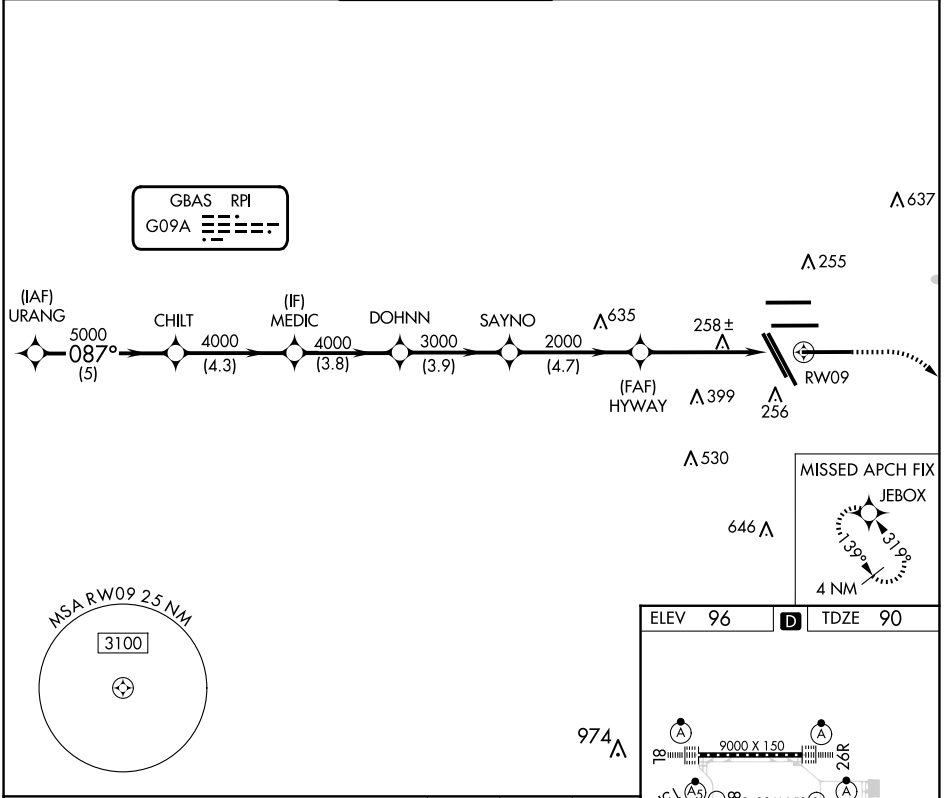 GBAS RPI
G09A
637
255
(IAF)
URANG
5000
087°
(5)
CHILT
4000
(4.3)
(IF)
MEDIC
4000
(3.8)
DOHNN
3000
(3.9)
SAYNO
2000
(4.7)
635
(FAF)
HYWAY
258±
399
256
RW09
530
646
MISSED APCH FIX
JEBOX
139°
319°
4 NM
MSA RW09 25 NM
3100
ELEV 96
D
TDZE 90
974
A
A
8L
9000 X 150
26R
A5
A